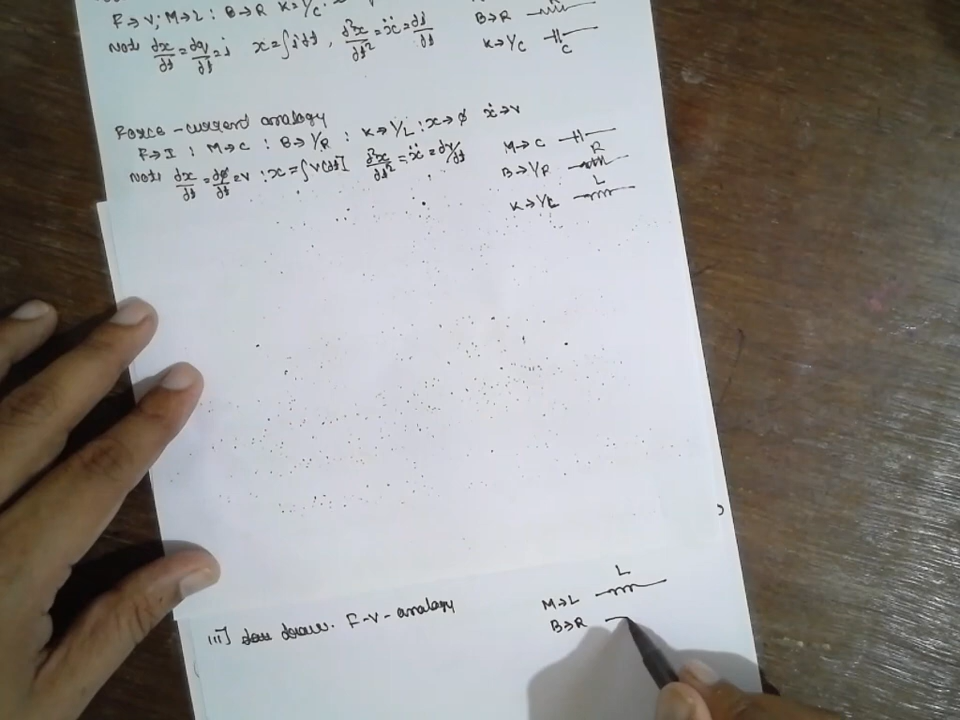 F→V; M→L : B→R K→1/C :
Note dx/dt = dq/dt = i x = ∫i dt , d²x/dt² = ẍ = di/dt
B→R
K→1/C C
Force - current analogy
F→I : M→C : B→1/R : K→1/L : x→φ ẋ→v
Note dx/dt = dφ/dt = v : x = ∫v(dt) d²x/dt² = ẍ = dv/dt
M→C
B→1/R R
K→1/L L
iii] draw. F-V-analogy
M→L L
B→R